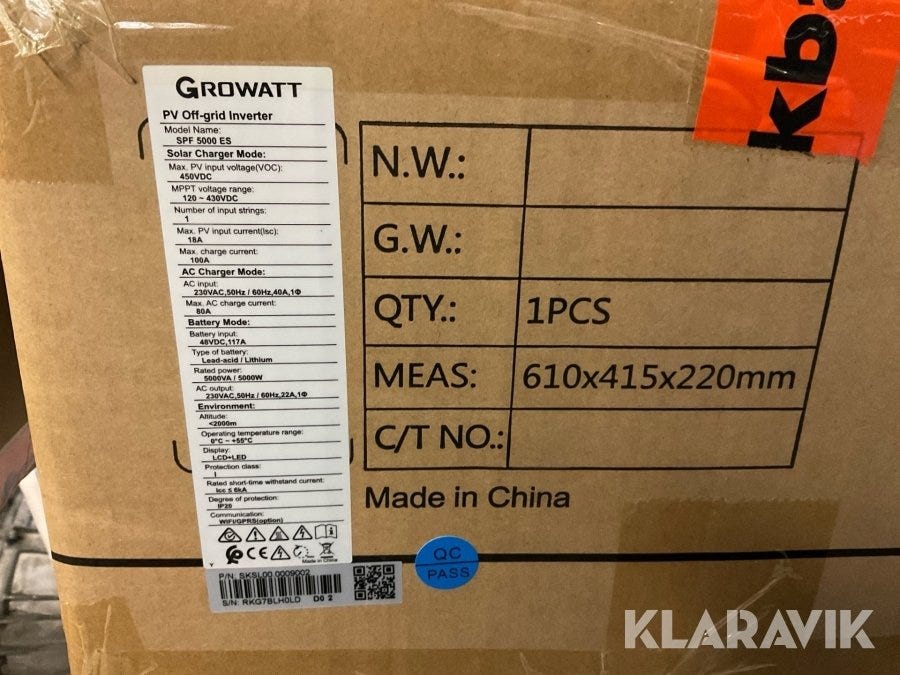 GROWATT
PV Off-grid Inverter
Model Name:
SPF 5000 ES
Solar Charger Mode:
Max. PV input voltage(VOC):
450VDC
MPPT voltage range:
120 ~ 430VDC
Number of input strings:
1
Max. PV input current(Isc):
18A
Max. charge current:
100A
AC Charger Mode:
AC input:
230VAC,50Hz / 60Hz,40A,1Φ
Max. AC charge current:
80A
Battery Mode:
Battery input:
48VDC,117A
Type of battery:
Lead-acid / Lithium
Rated power:
5000VA / 5000W
AC output:
230VAC,50Hz / 60Hz,22A,1Φ
Environment:
Altitude:
<2000m
Operating temperature range:
0°C ~ +55°C
Display:
LCD+LED
Protection class:
I
Rated short-time withstand current:
Icc ≤ 6kA
Degree of protection:
IP20
Communication:
WIFI/GPRS(option)
CE
Made in China
P/N: SKSL00.0009002
S/N: RKG7BLH0LD D0 2
N.W.:
G.W.:
QTY.: 1PCS
MEAS: 610x415x220mm
C/T NO.:
Made in China
QC
PASS
kb
KLARAVIK